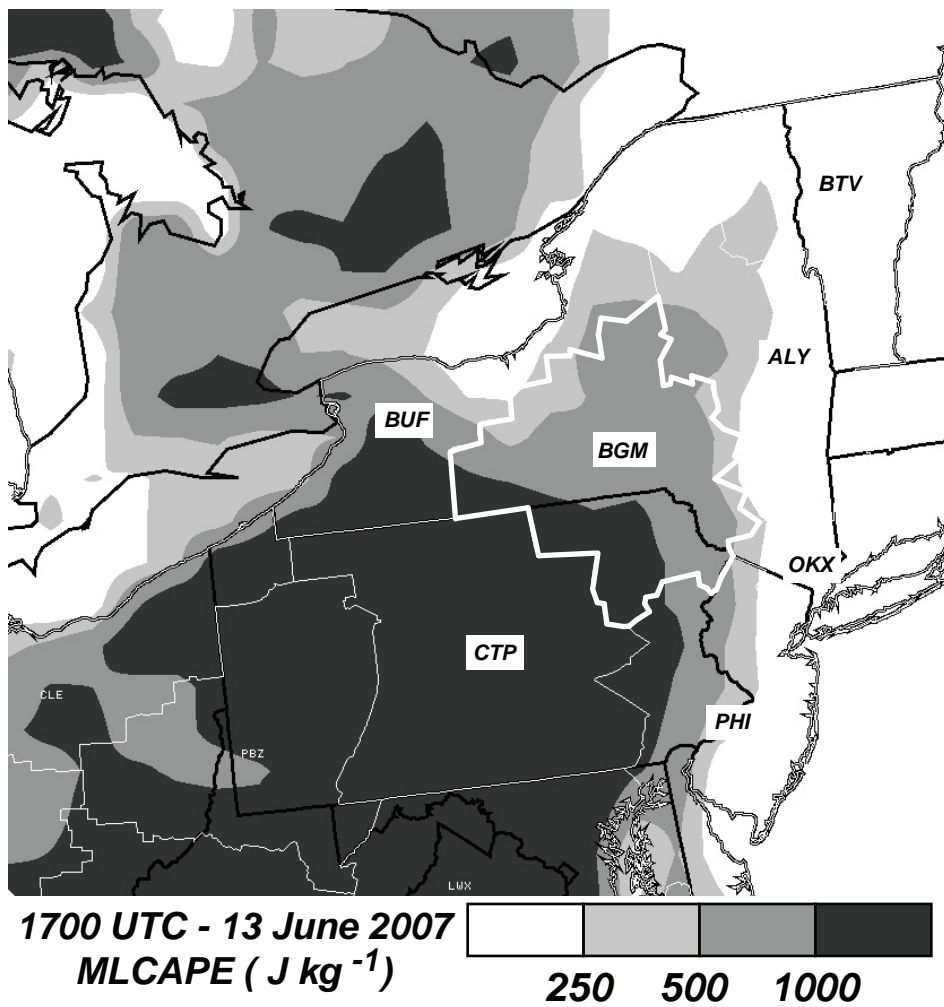 BTV
ALY
BUF
BGM
OKX
CTP
CLE
PHI
PBZ
LWX
1700 UTC - 13 June 2007
MLCAPE ( J kg -1)
250 500 1000